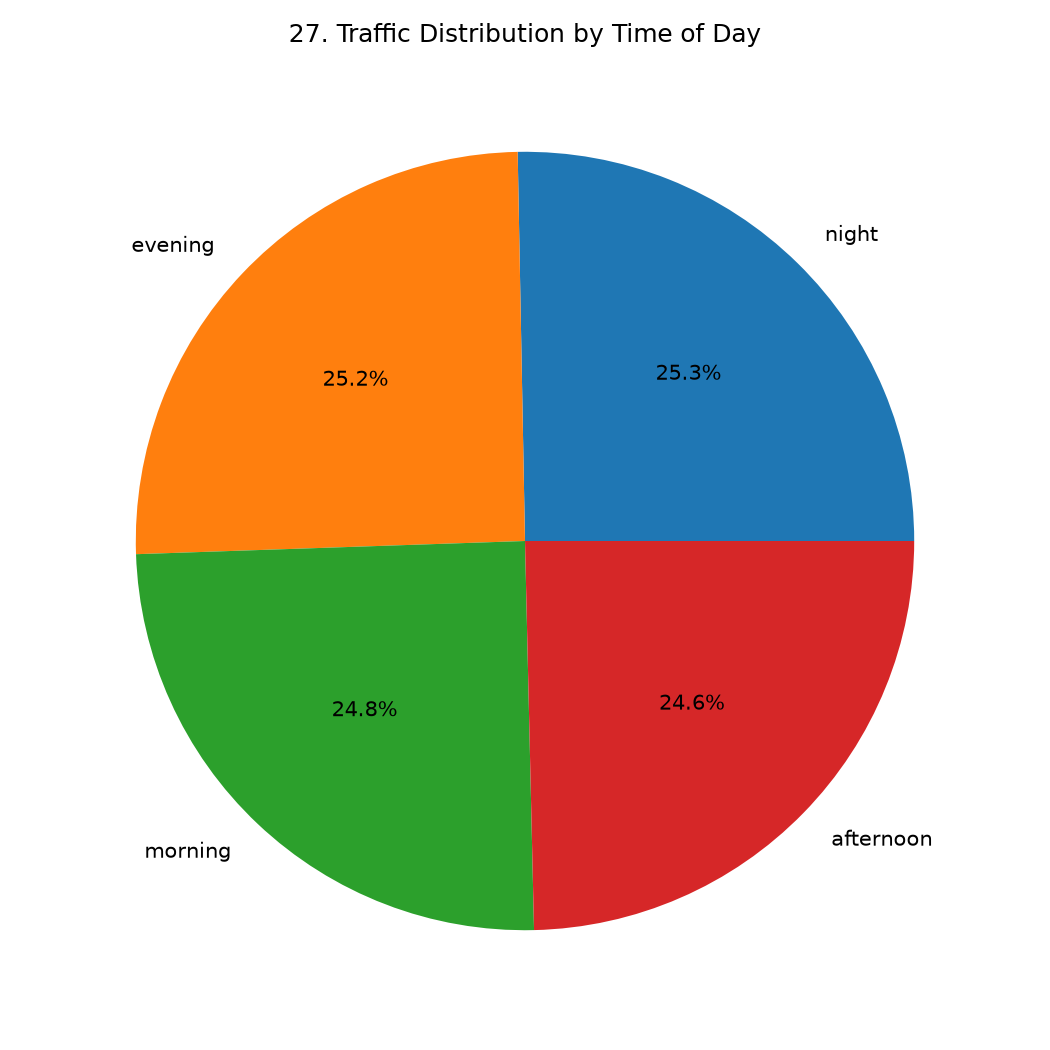 27. Traffic Distribution by Time of Day
night
evening
25.3%
25.2%
24.6%
24.8%
afternoon
morning